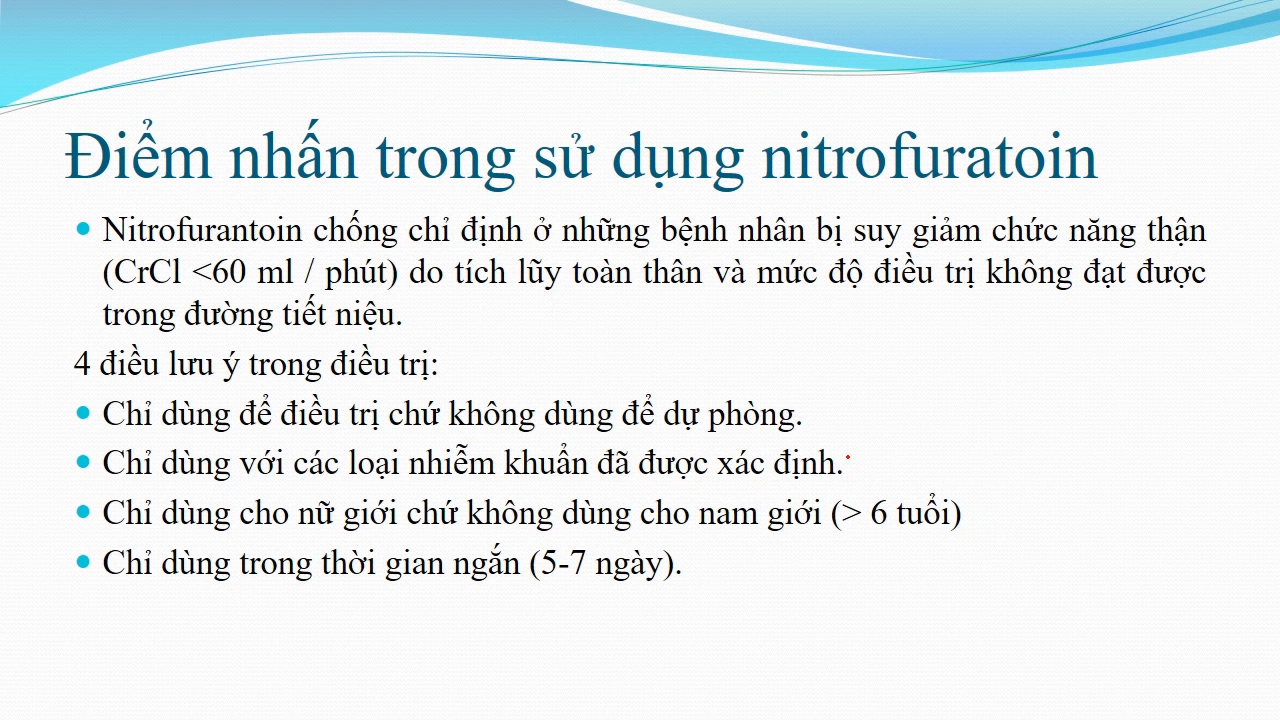 Điểm nhấn trong sử dụng nitrofuratoin
Nitrofurantoin chống chỉ định ở những bệnh nhân bị suy giảm chức năng thận
(CrCl <60 ml / phút) do tích lũy toàn thân và mức độ điều trị không đạt được
trong đường tiết niệu.
4 điều lưu ý trong điều trị:
Chỉ dùng để điều trị chứ không dùng để dự phòng.
Chỉ dùng với các loại nhiễm khuẩn đã được xác định.
Chỉ dùng cho nữ giới chứ không dùng cho nam giới (> 6 tuổi)
Chỉ dùng trong thời gian ngắn (5-7 ngày).